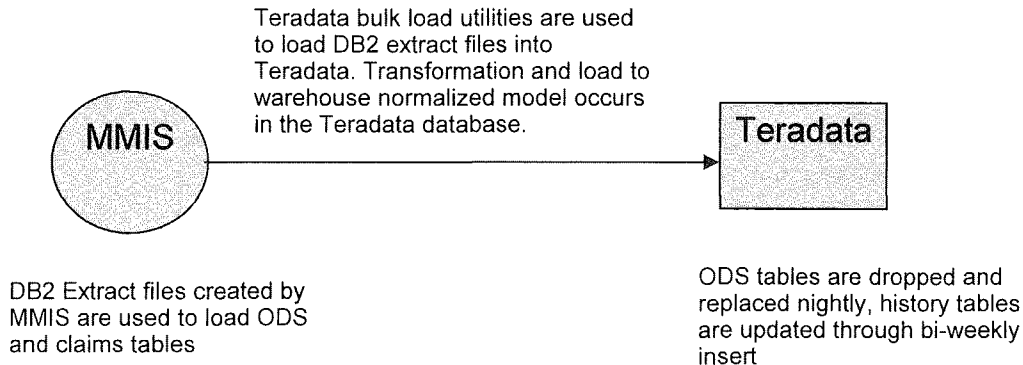 Teradata bulk load utilities are used
to load DB2 extract files into
Teradata. Transformation and load to
warehouse normalized model occurs
in the Teradata database.
MMIS
Teradata
DB2 Extract files created by
MMIS are used to load ODS
and claims tables
ODS tables are dropped and
replaced nightly, history tables
are updated through bi-weekly
insert